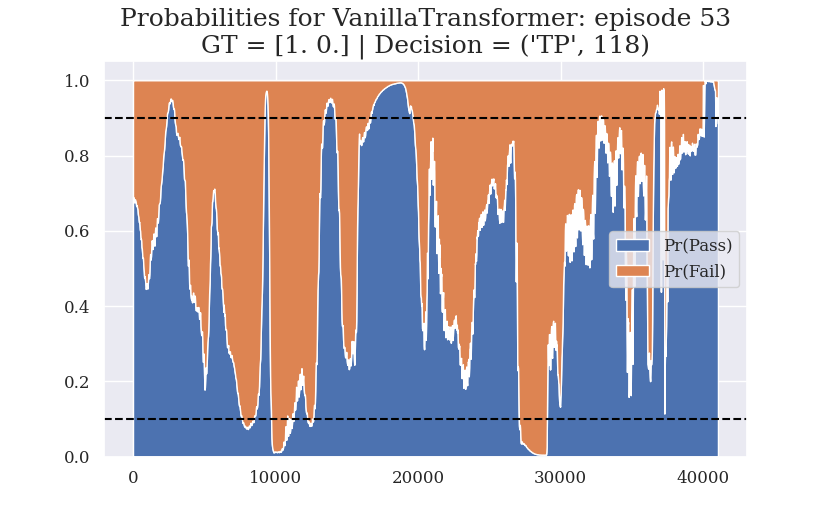 Probabilities for VanillaTransformer: episode 53
GT = [1. 0.] | Decision = ('TP', 118)
1.0
0.8
0.6
0.4
0.2
0.0
Pr(Pass)
Pr(Fail)
0
10000
20000
30000
40000